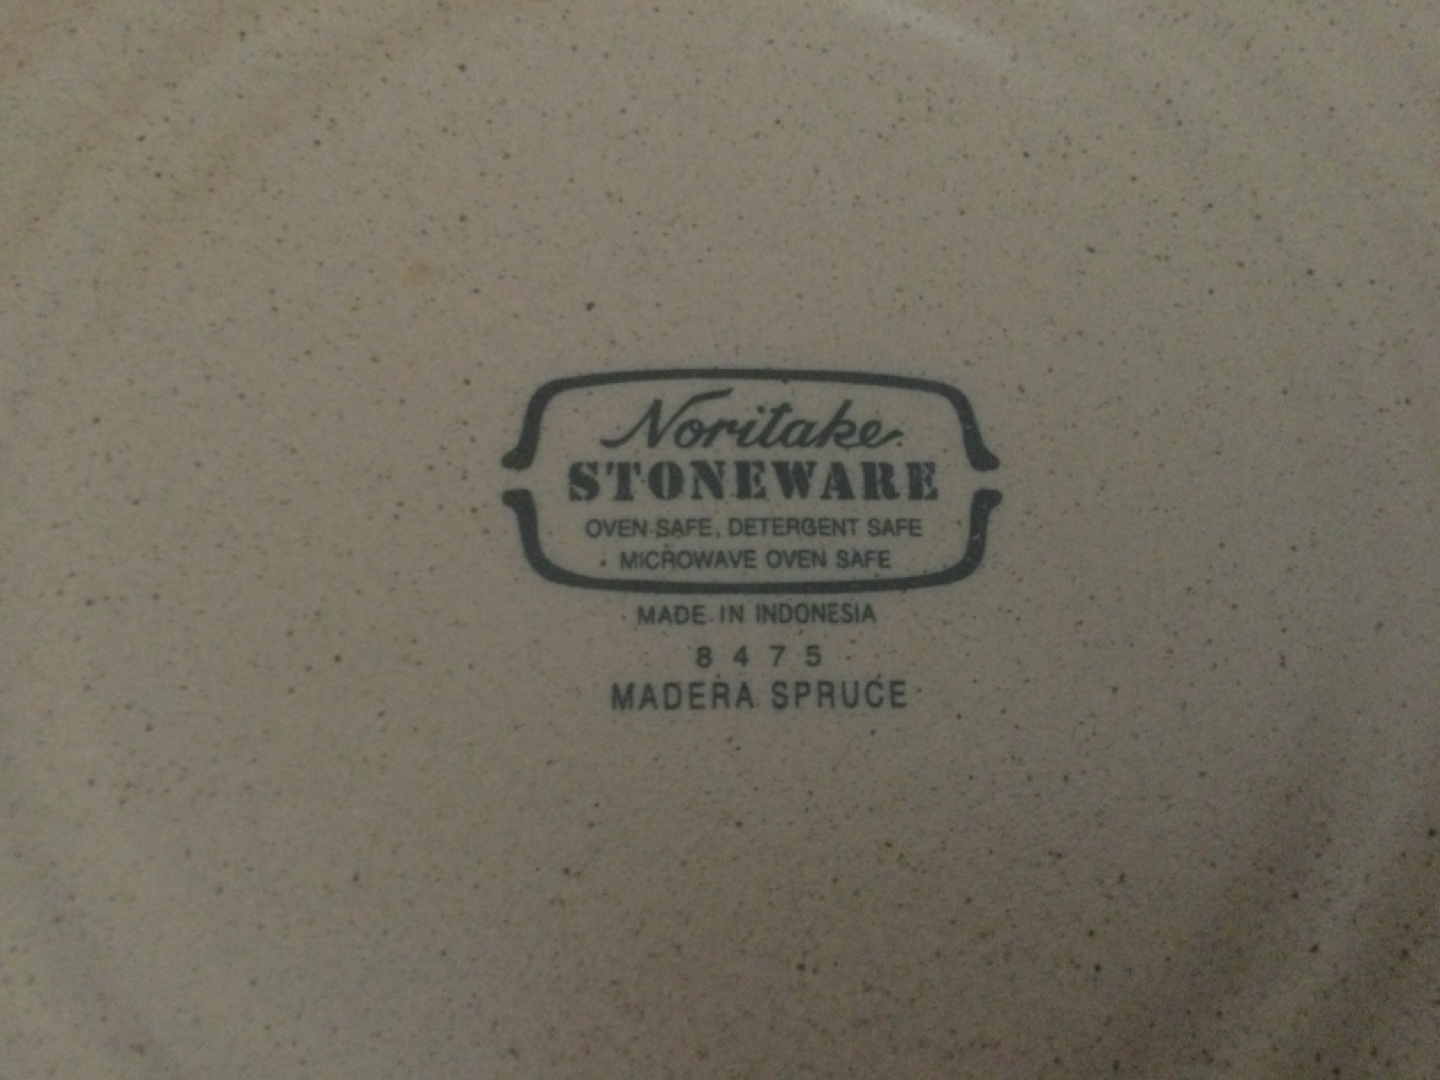 Noritake
STONEWARE
OVEN SAFE, DETERGENT SAFE
MICROWAVE OVEN SAFE
MADE IN INDONESIA
8475
MADERA SPRUCE